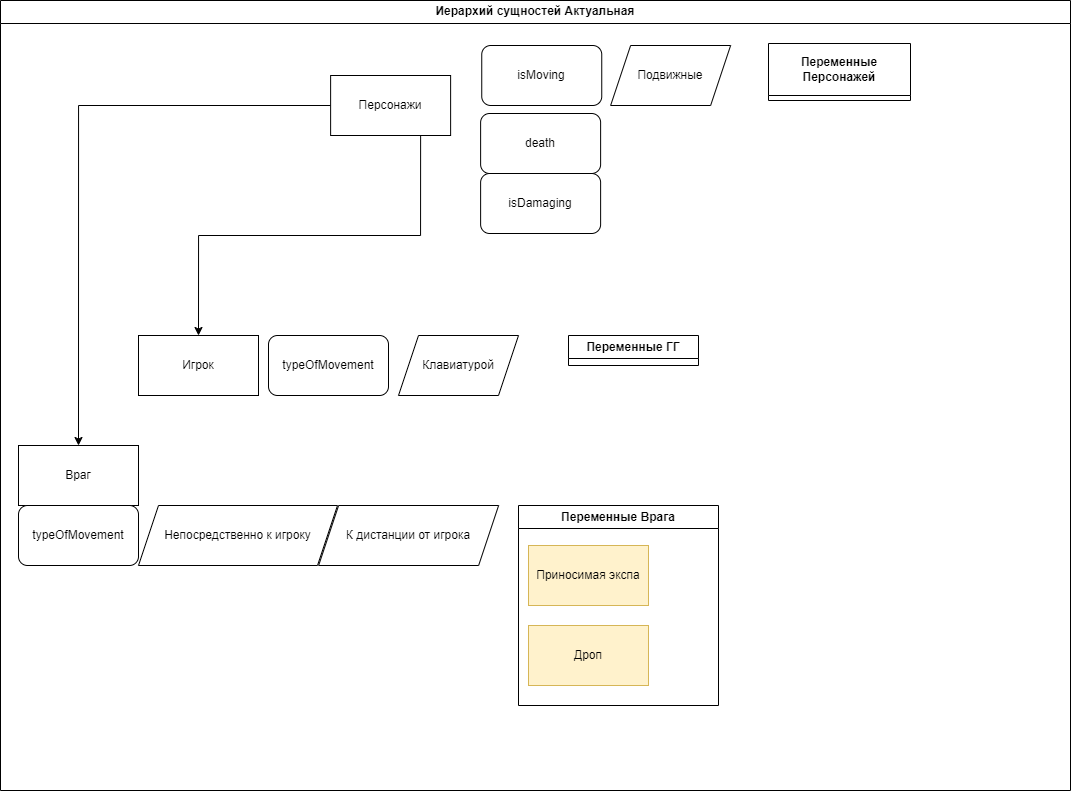 Иерархий сущностей Актуальная
Персонажи
isMoving
Подвижные
Переменные
Персонажей
death
isDamaging
Игрок
typeOfMovement
Клавиатурой
Переменные ГГ
Враг
typeOfMovement
Непосредственно к игроку
К дистанции от игрока
Переменные Врага
Приносимая экспа
Дроп